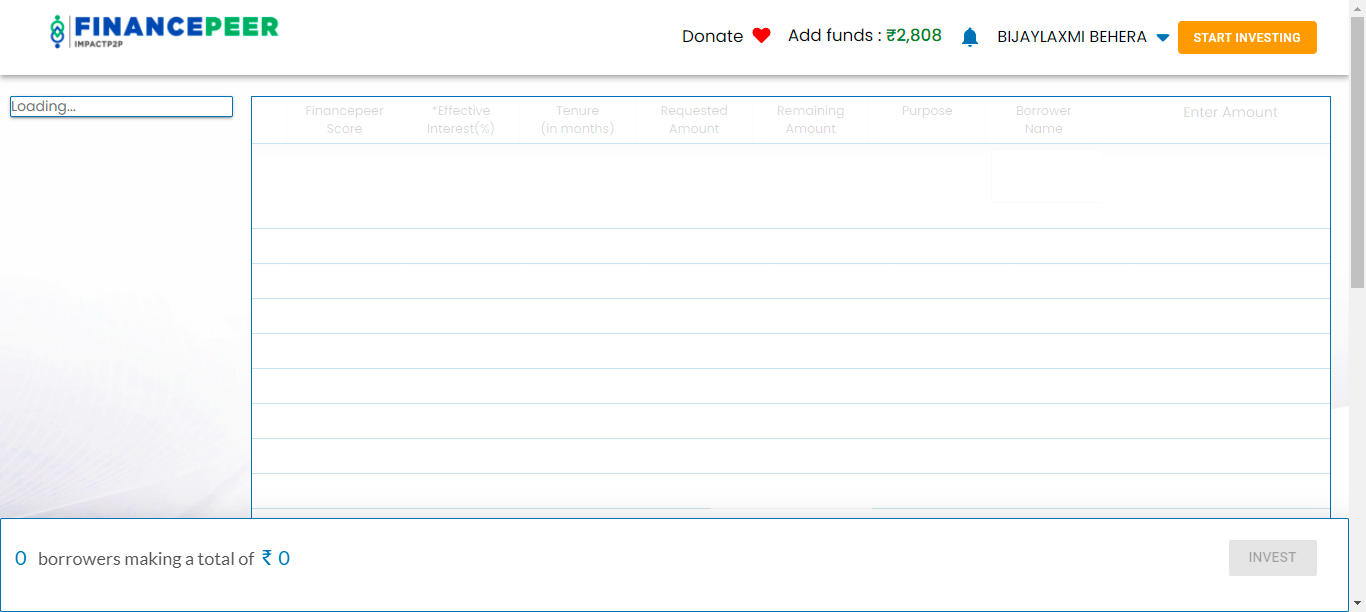 FINANCEPEER
IMPACTP2P
Donate Add funds : ₹2,808 BIJAYLAXMI BEHERA START INVESTING
Loading...
Financepeer Score
*Effective Interest(%)
Tenure (in months)
Requested Amount
Remaining Amount
Purpose
Borrower Name
Enter Amount
0 borrowers making a total of ₹ 0
INVEST